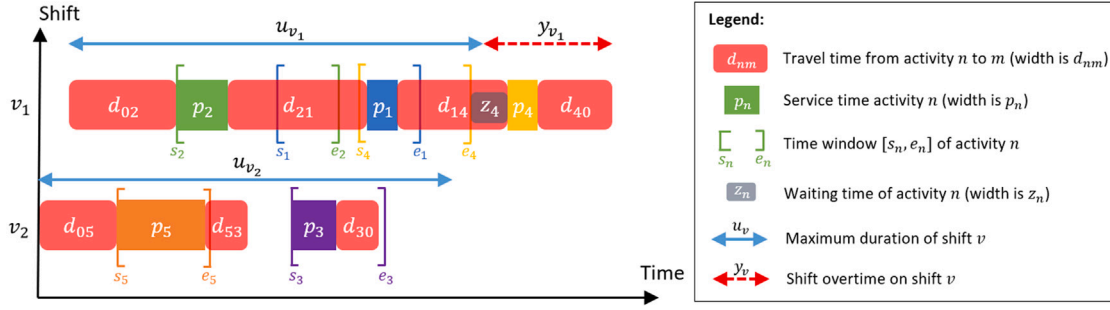 Shift
u_{v_1}
y_{v_1}
v_1
d_{02}
p_2
d_{21}
p_1
d_{14}
z_4
p_4
d_{40}
s_2
s_1
e_2
s_4
e_1
e_4
u_{v_2}
v_2
d_{05}
p_5
d_{53}
p_3
d_{30}
s_5
e_5
s_3
e_3
Time
Legend:
d_{nm} Travel time from activity n to m (width is d_{nm})
p_n Service time activity n (width is p_n)
s_n e_n Time window [s_n, e_n] of activity n
z_n Waiting time of activity n (width is z_n)
u_v Maximum duration of shift v
y_v Shift overtime on shift v